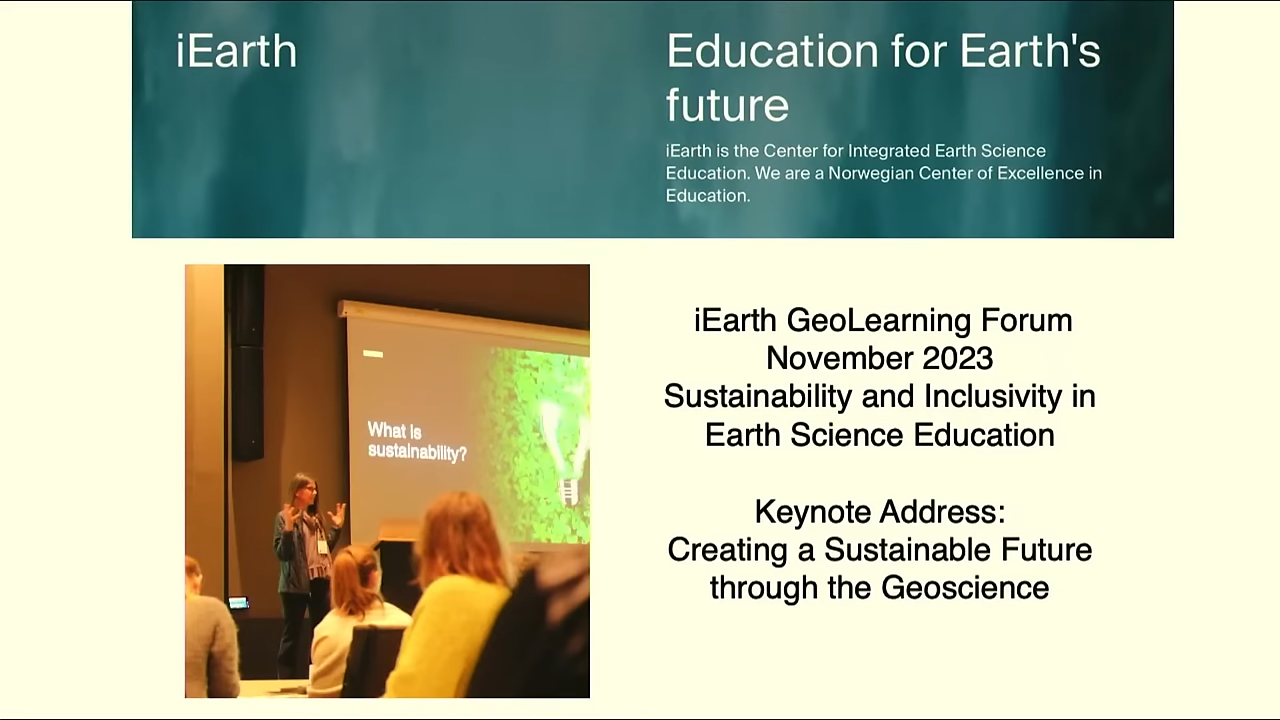 iEarth
Education for Earth's
future
iEarth is the Center for Integrated Earth Science
Education. We are a Norwegian Center of Excellence in
Education.
What is
sustainability?
iEarth GeoLearning Forum
November 2023
Sustainability and Inclusivity in
Earth Science Education
Keynote Address:
Creating a Sustainable Future
through the Geoscience